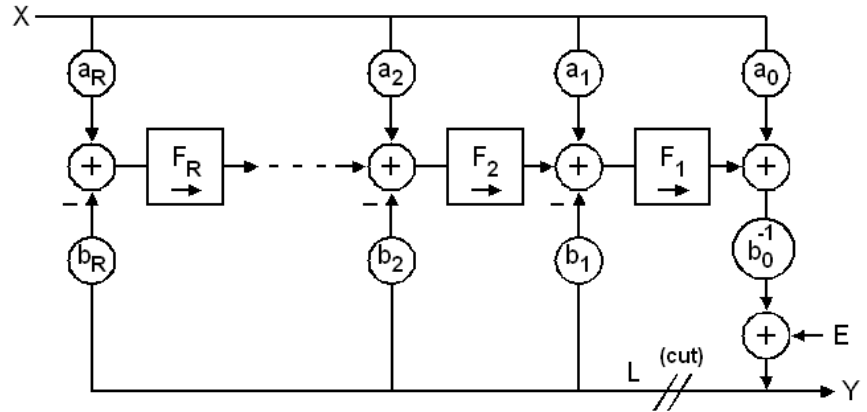 X
aR a2 a1 a0
+ FR + F2 + F1 +
- - -
bR b2 b1 b0-1
+ E
L (cut) Y